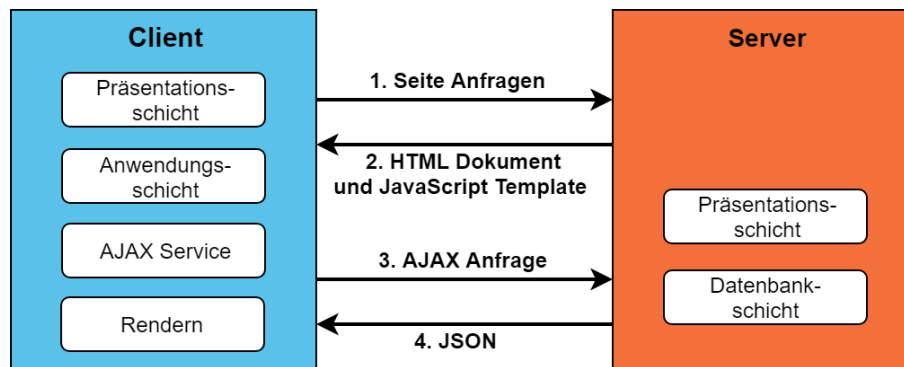 Client
Präsentations-
schicht
Anwendungs-
schicht
AJAX Service
Rendern
1. Seite Anfragen
2. HTML Dokument
und JavaScript Template
3. AJAX Anfrage
4. JSON
Server
Präsentations-
schicht
Datenbank-
schicht